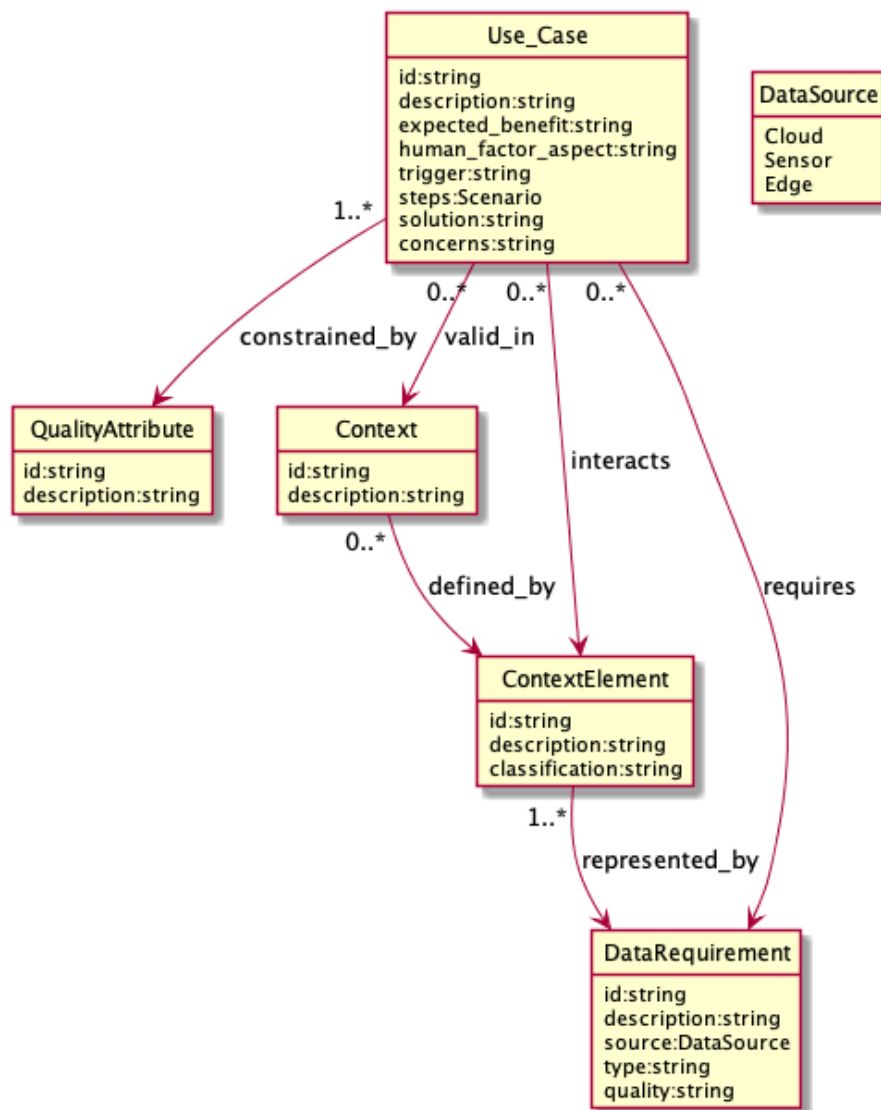 Use_Case
id:string
description:string
expected_benefit:string
human_factor_aspect:string
trigger:string
steps:Scenario
solution:string
concerns:string
DataSource
Cloud
Sensor
Edge
1..*
0..*
0..*
0..*
constrained_by
valid_in
interacts
requires
QualityAttribute
id:string
description:string
Context
id:string
description:string
0..*
defined_by
ContextElement
id:string
description:string
classification:string
1..*
represented_by
DataRequirement
id:string
description:string
source:DataSource
type:string
quality:string